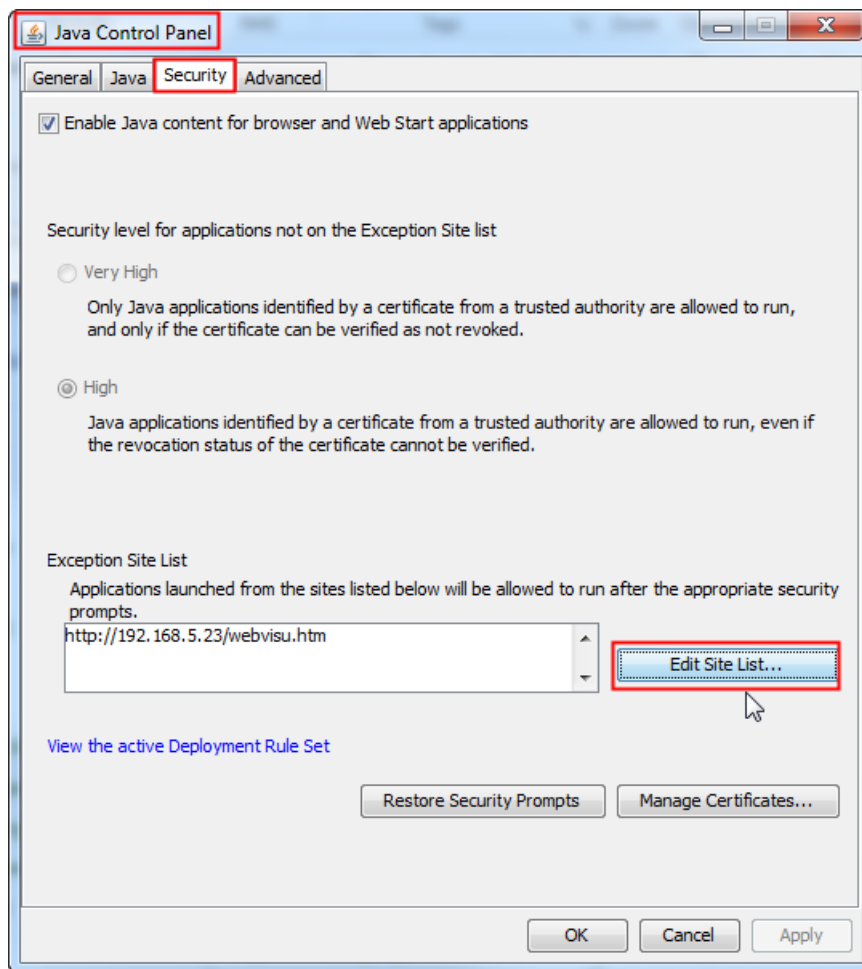 Java Control Panel
General Java Security Advanced
Enable Java content for browser and Web Start applications
Security level for applications not on the Exception Site list
Very High
Only Java applications identified by a certificate from a trusted authority are allowed to run,
and only if the certificate can be verified as not revoked.
High
Java applications identified by a certificate from a trusted authority are allowed to run, even if
the revocation status of the certificate cannot be verified.
Exception Site List
Applications launched from the sites listed below will be allowed to run after the appropriate security
prompts.
http://192.168.5.23/webvisu.htm
Edit Site List...
View the active Deployment Rule Set
Restore Security Prompts Manage Certificates...
OK Cancel Apply